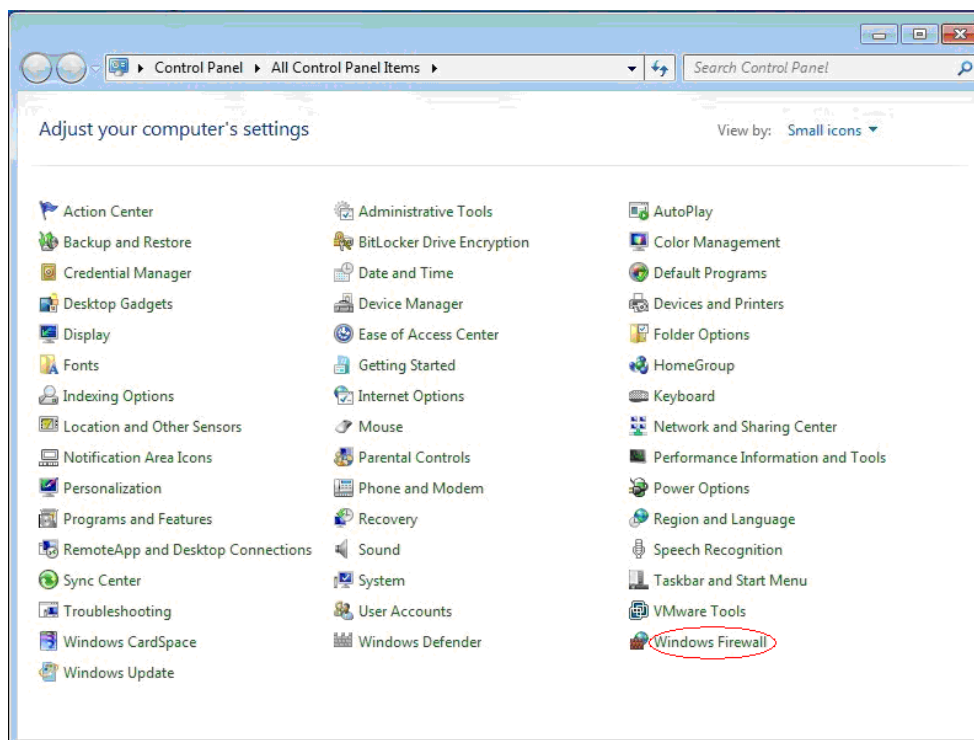 Control Panel All Control Panel Items Search Control Panel
Adjust your computer's settings View by: Small icons
Action Center Administrative Tools AutoPlay
Backup and Restore BitLocker Drive Encryption Color Management
Credential Manager Date and Time Default Programs
Desktop Gadgets Device Manager Devices and Printers
Display Ease of Access Center Folder Options
Fonts Getting Started HomeGroup
Indexing Options Internet Options Keyboard
Location and Other Sensors Mouse Network and Sharing Center
Notification Area Icons Parental Controls Performance Information and Tools
Personalization Phone and Modem Power Options
Programs and Features Recovery Region and Language
RemoteApp and Desktop Connections Sound Speech Recognition
Sync Center System Taskbar and Start Menu
Troubleshooting User Accounts VMware Tools
Windows CardSpace Windows Defender Windows Firewall
Windows Update